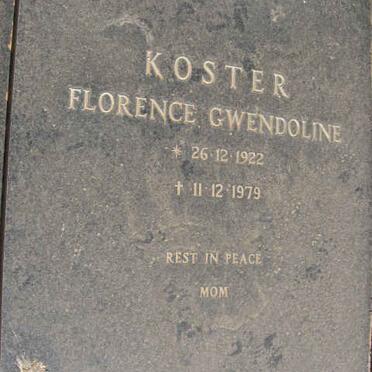 KOSTER
FLORENCE GWENDOLINE
* 26·12·1922
† 11·12·1979
REST IN PEACE
MOM